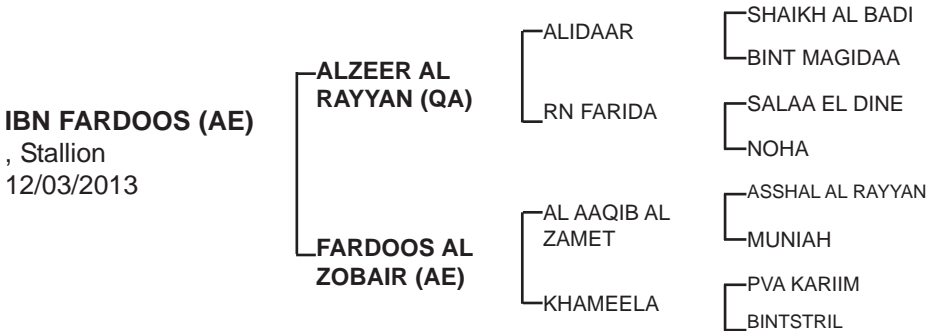 IBN FARDOOS (AE)
, Stallion
12/03/2013
ALZEER AL
RAYYAN (QA)
FARDOOS AL
ZOBAIR (AE)
ALIDAAR
RN FARIDA
AL AAQIB AL
ZAMET
KHAMEELA
SHAIKH AL BADI
BINT MAGIDAA
SALAA EL DINE
NOHA
ASSHAL AL RAYYAN
MUNIAH
PVA KARIIM
BINTSTRIL